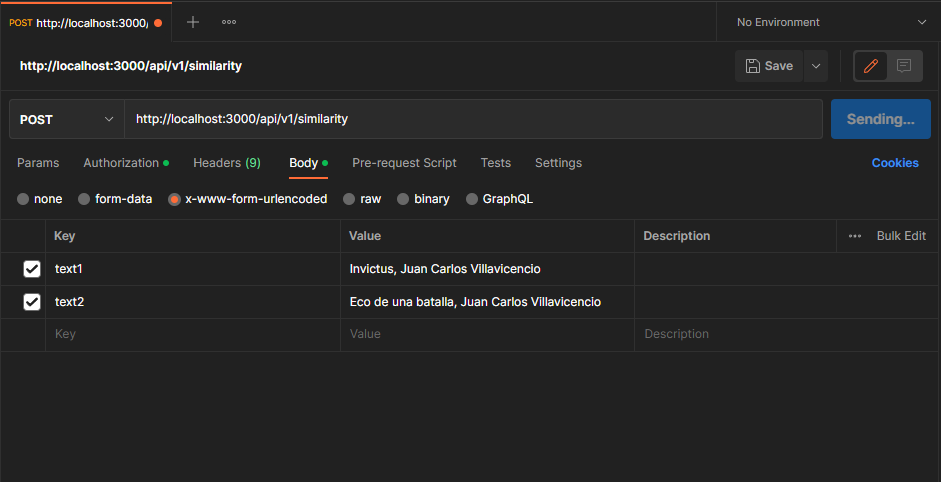 POST http://localhost:3000/ No Environment
http://localhost:3000/api/v1/similarity Save
POST http://localhost:3000/api/v1/similarity Sending...
Params Authorization Headers (9) Body Pre-request Script Tests Settings Cookies
none form-data x-www-form-urlencoded raw binary GraphQL
Key Value Description Bulk Edit
text1 Invictus, Juan Carlos Villavicencio
text2 Eco de una batalla, Juan Carlos Villavicencio
Key Value Description